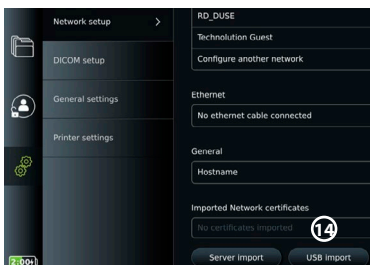 Network setup
RD_DUSE
Technolution Guest
DICOM setup
Configure another network
General settings
Ethernet
No ethernet cable connected
Printer settings
General
Hostname
Imported Network certificates
No certificates imported
14
2:00+
Server import
USB Import